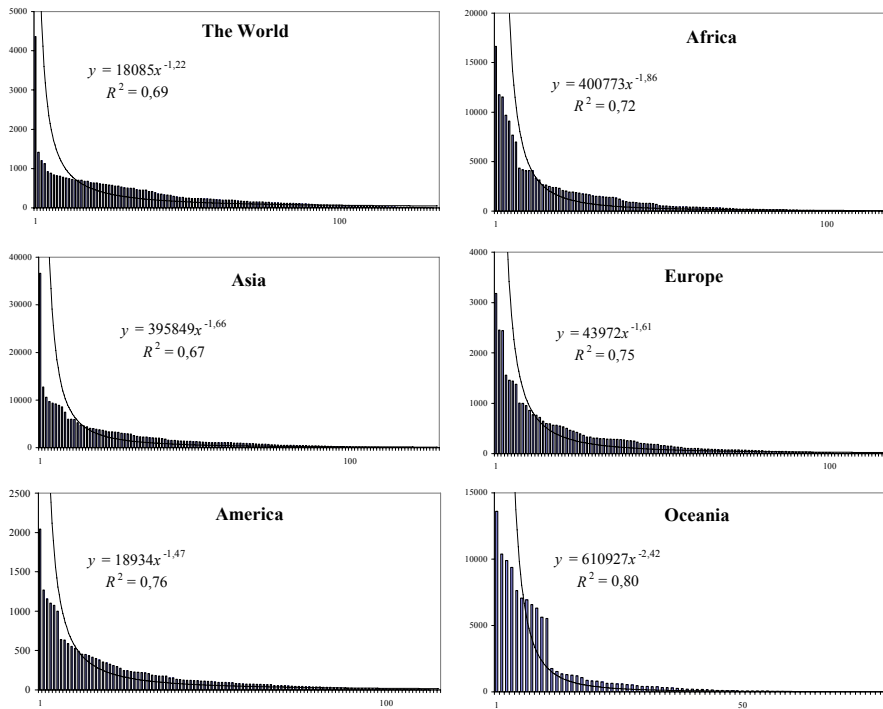 The World
y = 18085x^-1,22
R^2 = 0,69
5000
4000
3000
2000
1000
0
1
100
Africa
y = 400773x^-1,86
R^2 = 0,72
20000
15000
10000
5000
0
1
100
Asia
y = 395849x^-1,66
R^2 = 0,67
40000
30000
20000
10000
0
1
100
Europe
y = 43972x^-1,61
R^2 = 0,75
4000
3000
2000
1000
0
1
100
America
y = 18934x^-1,47
R^2 = 0,76
2500
2000
1500
1000
500
0
1
100
Oceania
y = 610927x^-2,42
R^2 = 0,80
15000
10000
5000
0
1
50